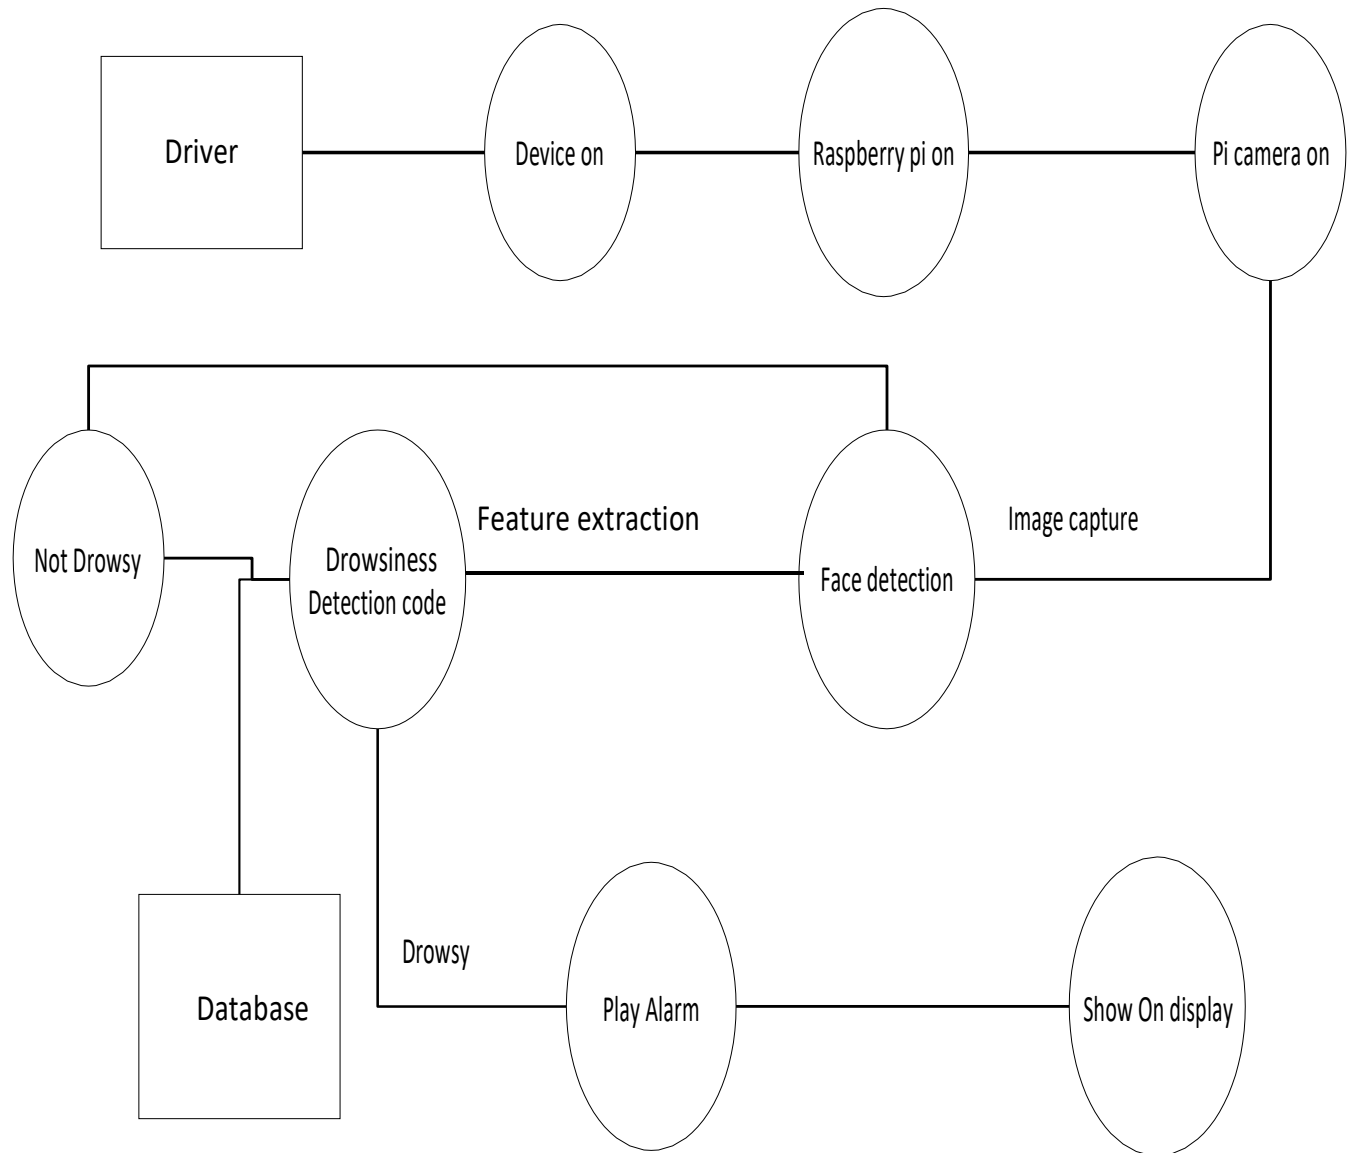 Driver
Device on
Raspberry pi on
Pi camera on
Image capture
Face detection
Feature extraction
Drowsiness
Detection code
Not Drowsy
Database
Drowsy
Play Alarm
Show On display